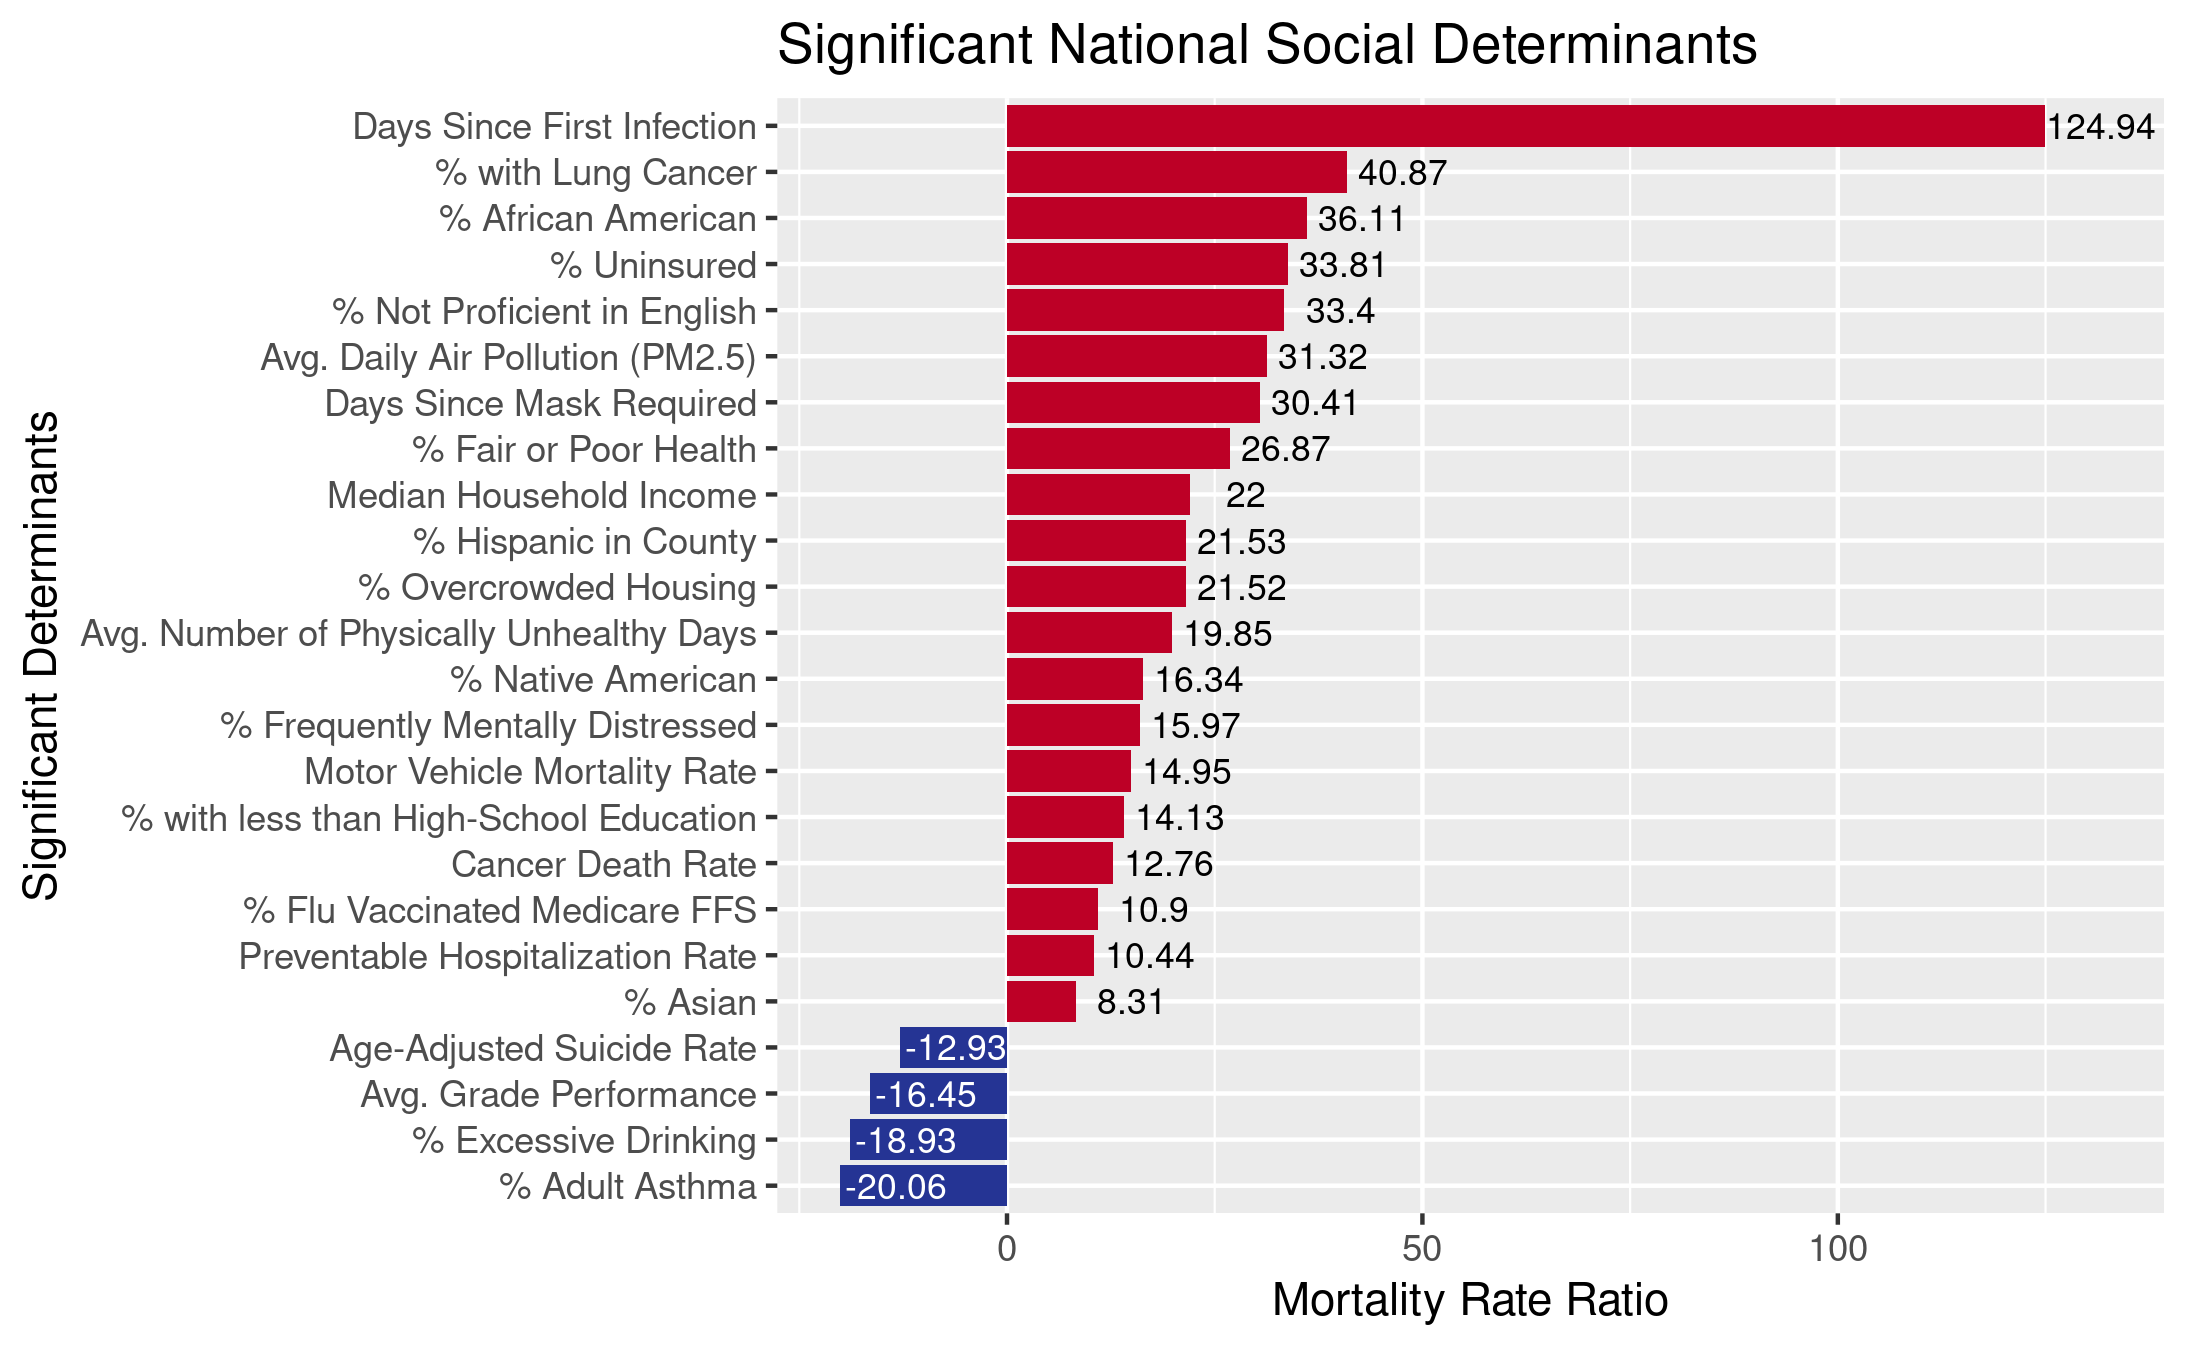 Significant National Social Determinants
Significant Determinants
Days Since First Infection 124.94
% with Lung Cancer 40.87
% African American 36.11
% Uninsured 33.81
% Not Proficient in English 33.4
Avg. Daily Air Pollution (PM2.5) 31.32
Days Since Mask Required 30.41
% Fair or Poor Health 26.87
Median Household Income 22
% Hispanic in County 21.53
% Overcrowded Housing 21.52
Avg. Number of Physically Unhealthy Days 19.85
% Native American 16.34
% Frequently Mentally Distressed 15.97
Motor Vehicle Mortality Rate 14.95
% with less than High-School Education 14.13
Cancer Death Rate 12.76
% Flu Vaccinated Medicare FFS 10.9
Preventable Hospitalization Rate 10.44
% Asian 8.31
Age-Adjusted Suicide Rate -12.93
Avg. Grade Performance -16.45
% Excessive Drinking -18.93
% Adult Asthma -20.06
0 50 100
Mortality Rate Ratio